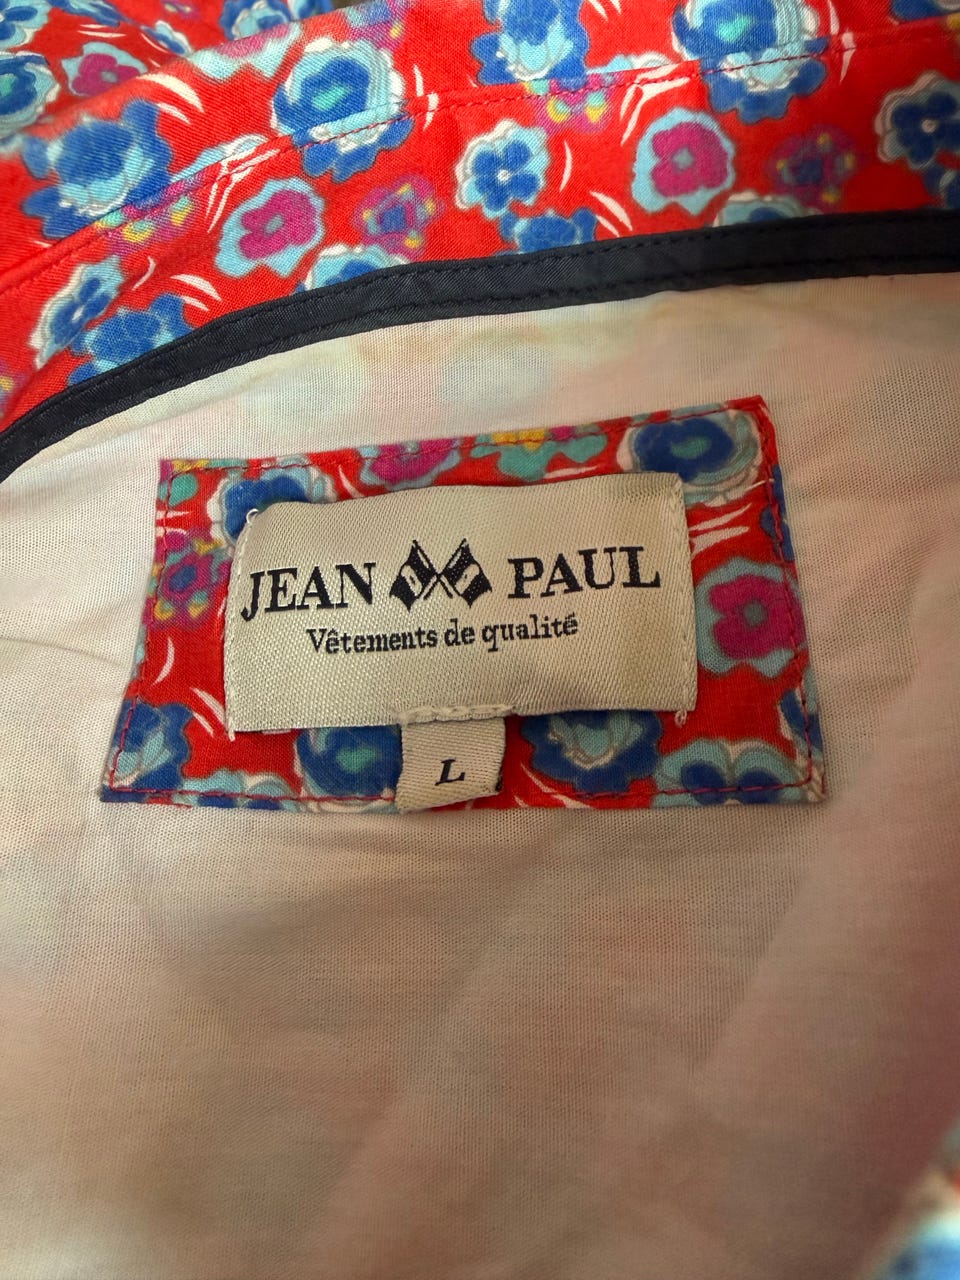 JEAN PAUL
Vêtements de qualité
L